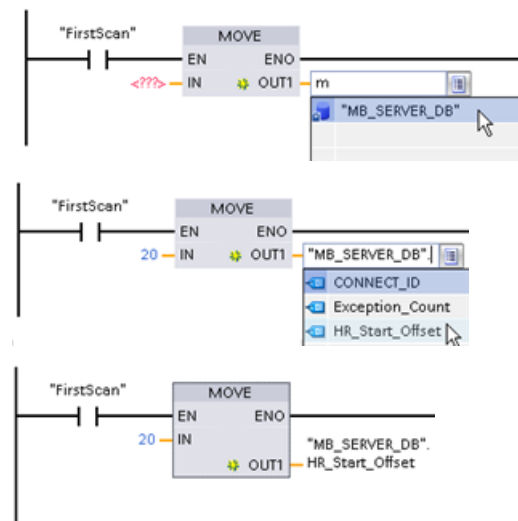 "FirstScan"
MOVE
EN ENO
<???> IN OUT1 m
"MB_SERVER_DB"
"FirstScan"
MOVE
EN ENO
20 IN OUT1 "MB_SERVER_DB".
CONNECT_ID
Exception_Count
HR_Start_Offset
"FirstScan"
MOVE
EN ENO
20 IN
"MB_SERVER_DB".
OUT1 HR_Start_Offset